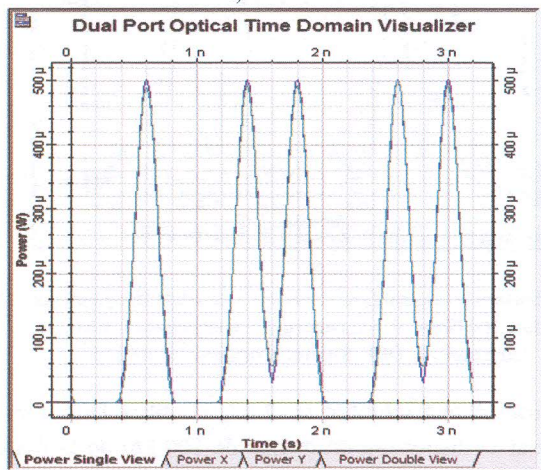 Dual Port Optical Time Domain Visualizer
0 1 n 2 n 3 n
500 µ 500 µ
400 µ 400 µ
300 µ 300 µ
200 µ 200 µ
100 µ 100 µ
0 0
Power (W)
0 1 n 2 n 3 n
Time (s)
Power Single View Power X Power Y Power Double View